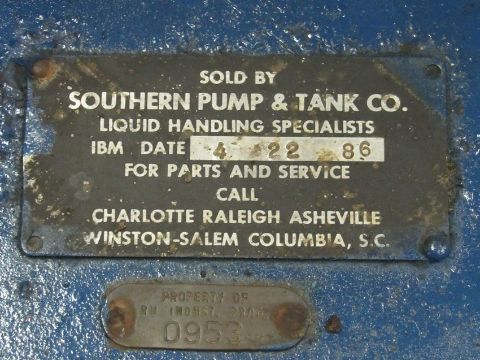 SOLD BY
SOUTHERN PUMP & TANK CO.
LIQUID HANDLING SPECIALISTS
IBM DATE 4 22 86
FOR PARTS AND SERVICE
CALL
CHARLOTTE RALEIGH ASHEVILLE
WINSTON-SALEM COLUMBIA, S.C.
PROPERTY OF
INDUST.
0953